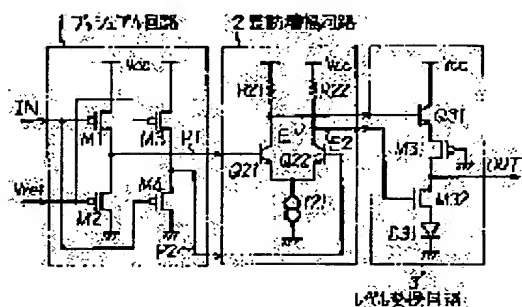 1 プッシュプル回路
2 差動増幅回路
Vcc
Vcc
Vcc
R21
R22
IN
M1
M3
P1
E1
E2
Q31
M31
Q21
Q22
OUT
Vref
M2
M4
I21
M32
P2
D31
3
レベル変換回路